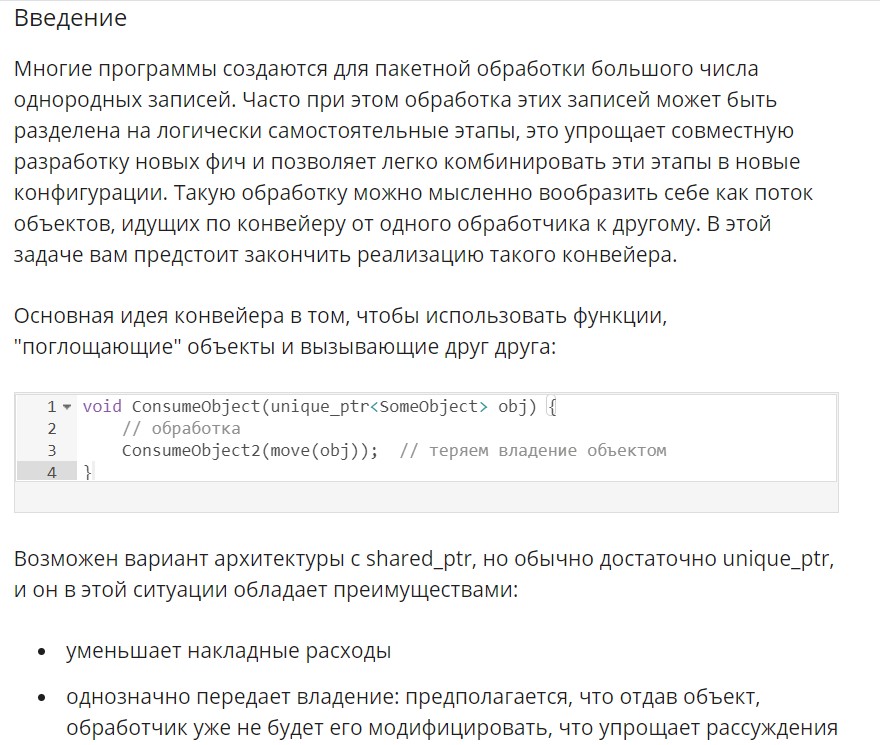 Введение
Многие программы создаются для пакетной обработки большого числа
однородных записей. Часто при этом обработка этих записей может быть
разделена на логически самостоятельные этапы, это упрощает совместную
разработку новых фич и позволяет легко комбинировать эти этапы в новые
конфигурации. Такую обработку можно мысленно вообразить себе как поток
объектов, идущих по конвейеру от одного обработчика к другому. В этой
задаче вам предстоит закончить реализацию такого конвейера.
Основная идея конвейера в том, чтобы использовать функции,
"поглощающие" объекты и вызывающие друг друга:
1 void ConsumeObject(unique_ptr<SomeObject> obj) {
2 // обработка
3 ConsumeObject2(move(obj)); // теряем владение объектом
4 }
Возможен вариант архитектуры с shared_ptr, но обычно достаточно unique_ptr,
и он в этой ситуации обладает преимуществами:
• уменьшает накладные расходы
• однозначно передает владение: предполагается, что отдав объект,
обработчик уже не будет его модифицировать, что упрощает рассуждения